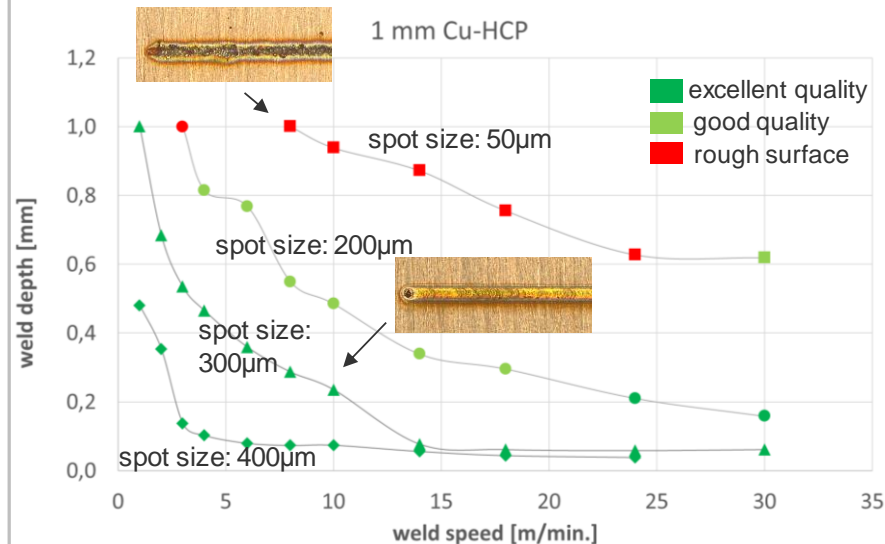 1 mm Cu-HCP
excellent quality
good quality
rough surface
spot size: 50µm
spot size: 200µm
spot size:
300µm
spot size: 400µm
weld depth [mm]
1,2
1,0
0,8
0,6
0,4
0,2
0,0
0
5
10
15
20
25
30
35
weld speed [m/min.]